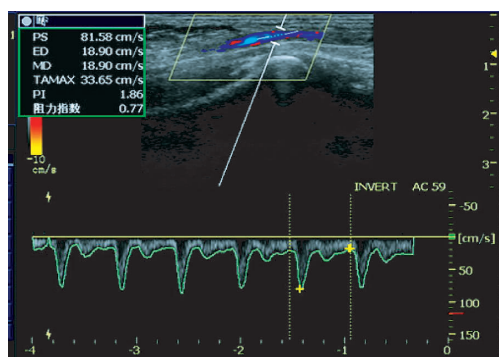 PS 81.58 cm/s
ED 18.90 cm/s
MD 18.90 cm/s
TAMAX 33.65 cm/s
PI 1.86
阻力指数 0.77
1
2
3
-10
cm/s
INVERT AC 59
-50
[cm/s]
50
100
150
-4 -3 -2 -1 0